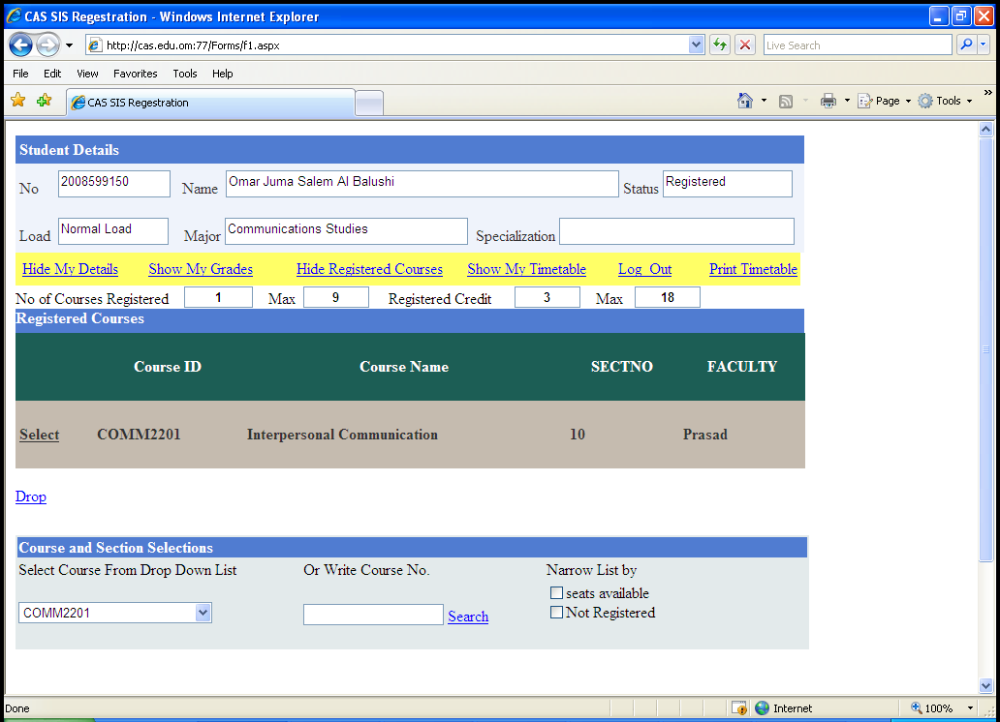 CAS SIS Regestration - Windows Internet Explorer
http://cas.edu.om:77/Forms/f1.aspx
Live Search
File Edit View Favorites Tools Help
CAS SIS Regestration
Page Tools
Student Details
No 2008599150 Name Omar Juma Salem Al Balushi Status Registered
Load Normal Load Major Communications Studies Specialization
Hide My Details Show My Grades Hide Registered Courses Show My Timetable Log Out Print Timetable
No of Courses Registered 1 Max 9 Registered Credit 3 Max 18
Registered Courses
Course ID Course Name SECTNO FACULTY
Select COMM2201 Interpersonal Communication 10 Prasad
Drop
Course and Section Selections
Select Course From Drop Down List Or Write Course No. Narrow List by
seats available
COMM2201 Search Not Registered
Done Internet 100%